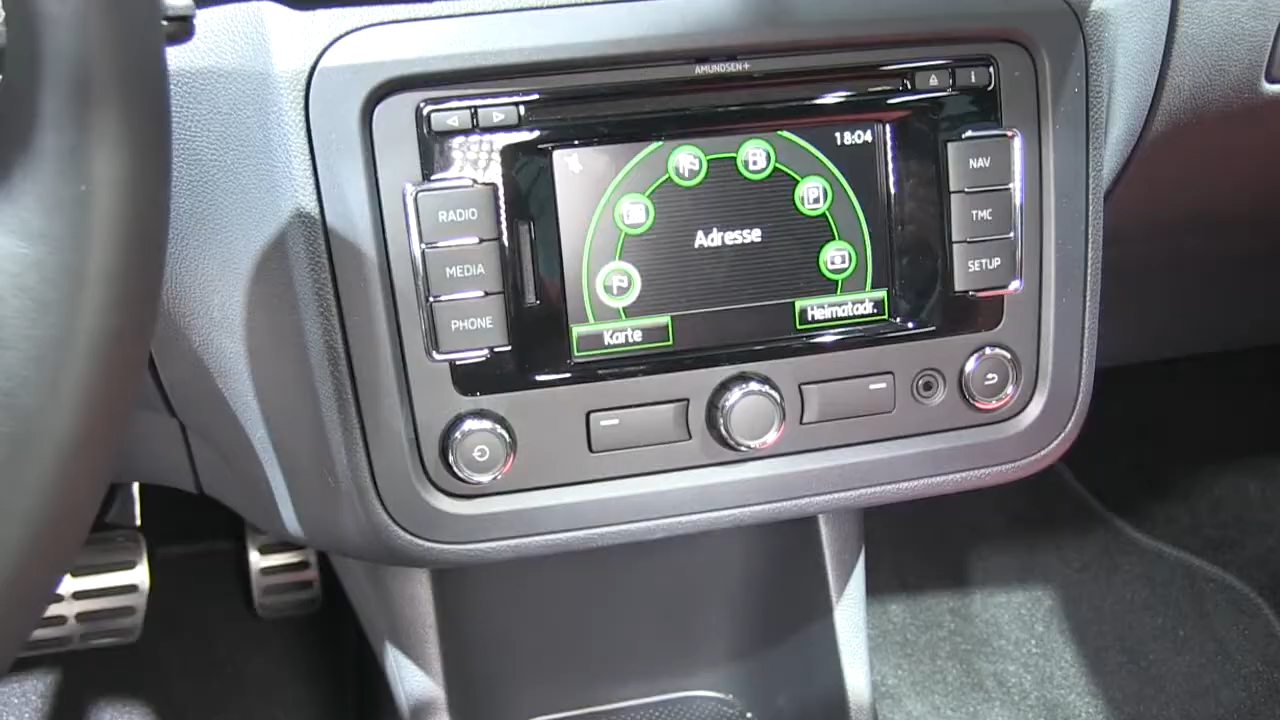 AMUNDSEN+
i
18:04
NAV
RADIO
P
TMC
Adresse
MEDIA
SETUP
Heimatadr.
PHONE
Karte